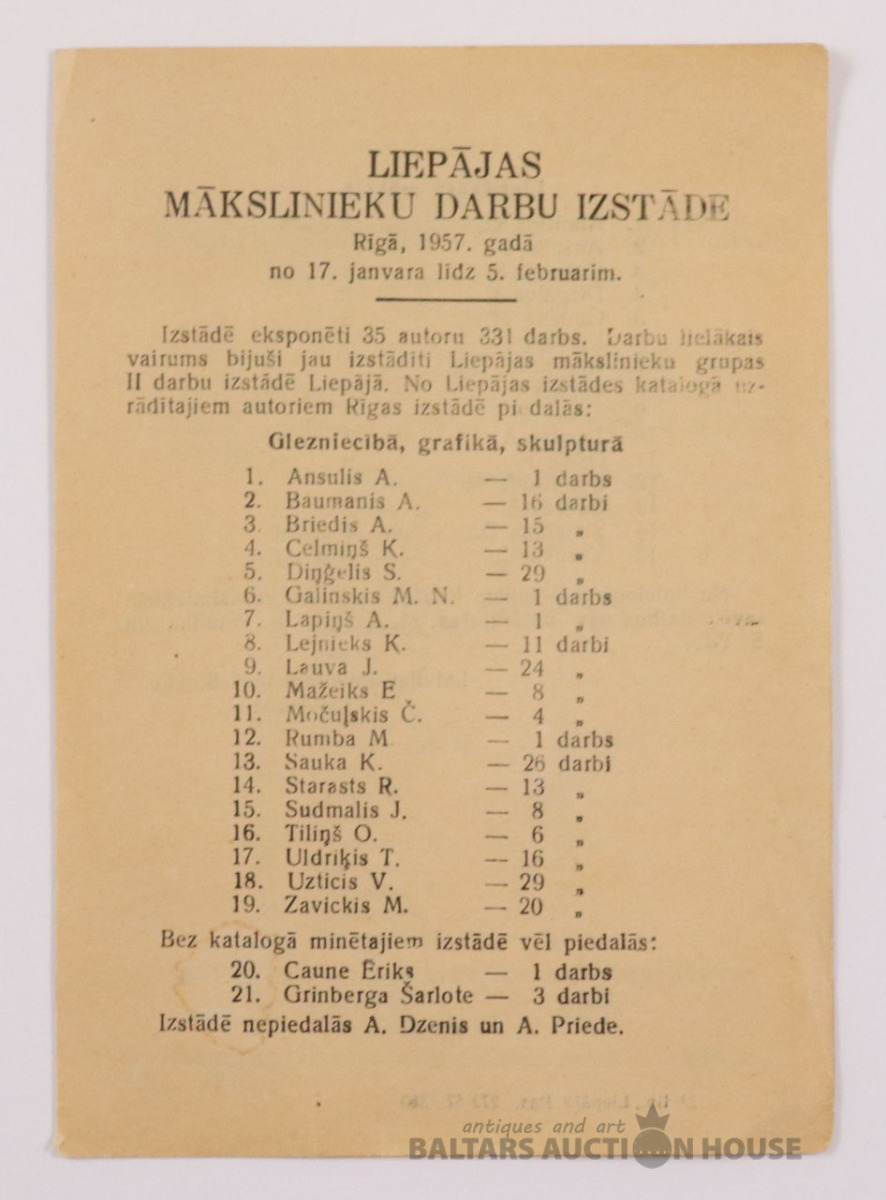 LIEPĀJAS
MĀKSLINIEKU DARBU IZSTĀDE
Rīgā, 1957. gadā
no 17. janvara līdz 5. februarim.
Izstādē eksponēti 35 autoru 331 darbs. Darbu lielākais
vairums bijuši jau izstādīti Liepājas mākslinieku grupas
II darbu izstādē Liepājā. No Liepājas izstādes katalogā uz-
rādītajiem autoriem Rīgas izstādē pi dalās:
Glezniecībā, grafikā, skulpturā
1. Ansulis A. — 1 darbs
2. Baumanis A. — 16 darbi
3. Briedis A. — 15 „
4. Celmiņš K. — 13 „
5. Diņģelis S. — 29 „
6. Galinskis M. N. — 1 darbs
7. Lapiņš A. — 1 „
8. Lejnieks K. — 11 darbi
9. Lauva J. — 24 „
10. Mažeiks E — 8 „
11. Močuļskis Č. — 4 „
12. Rumba M — 1 darbs
13. Sauka K. — 26 darbi
14. Starasts R. — 13 „
15. Sudmalis J. — 8 „
16. Tiliņš O. — 6 „
17. Uldriķis T. — 16 „
18. Uzticis V. — 29 „
19. Zavickis M. — 20 „
Bez katalogā minētajiem izstādē vēl piedalās:
20. Caune Ēriks — 1 darbs
21. Grinberga Šarlote — 3 darbi
Izstādē nepiedalās A. Dzenis un A. Priede.
antiques and art
BALTARS AUCTION HOUSE